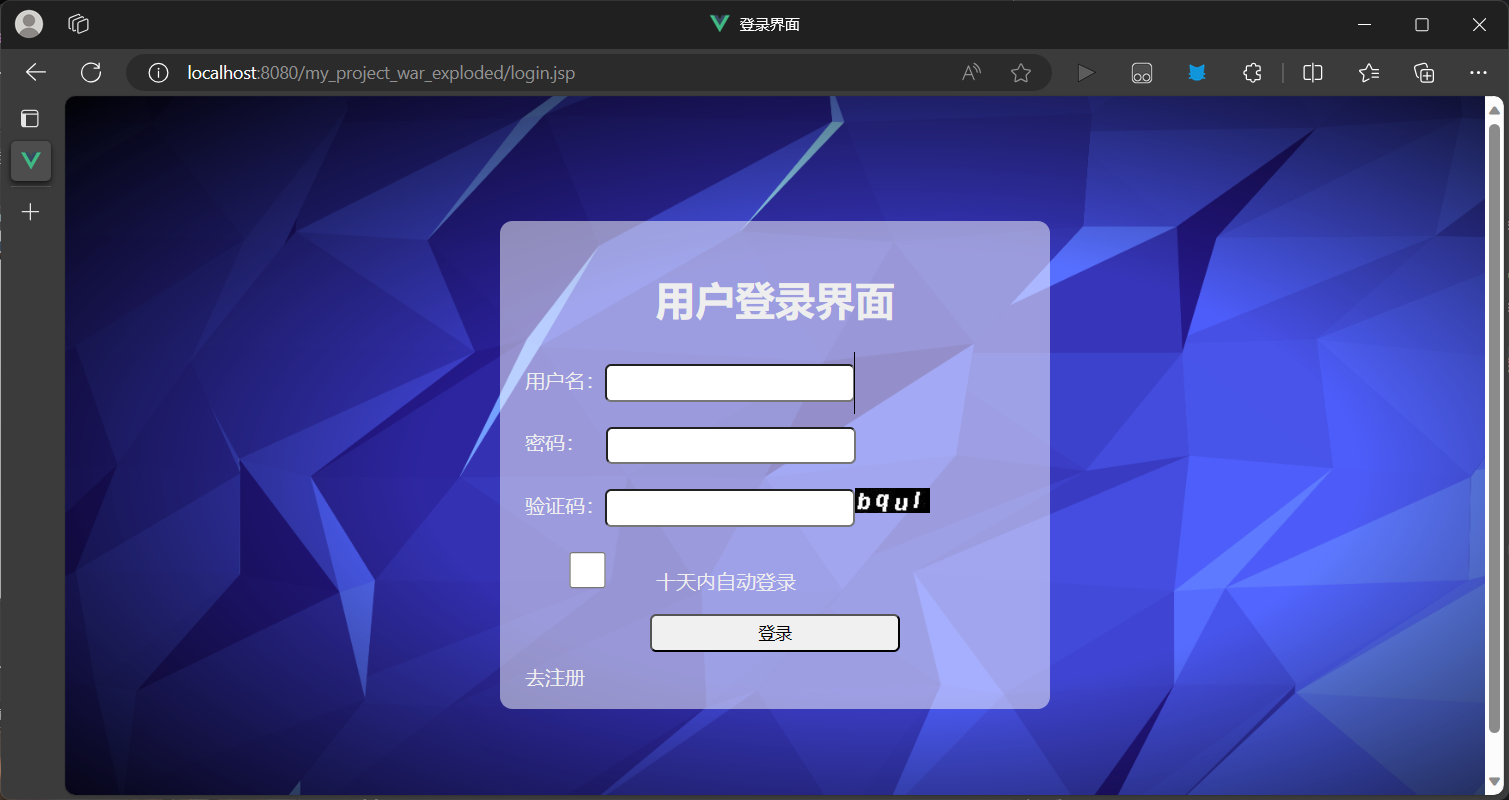 登录界面
localhost:8080/my_project_war_exploded/login.jsp
用户登录界面
用户名：
密码：
验证码： bqul
十天内自动登录
登录
去注册